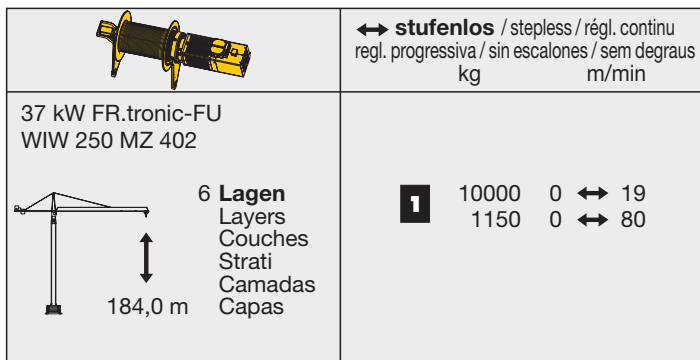 ↔ stufenlos / stepless / régl. continu
regl. progressiva / sin escalones / sem degraus
kg m/min
37 kW FR.tronic-FU
WIW 250 MZ 402
6 Lagen
Layers
Couches
Strati
Camadas
184,0 m Capas
1 10000 0 ↔ 19
1150 0 ↔ 80